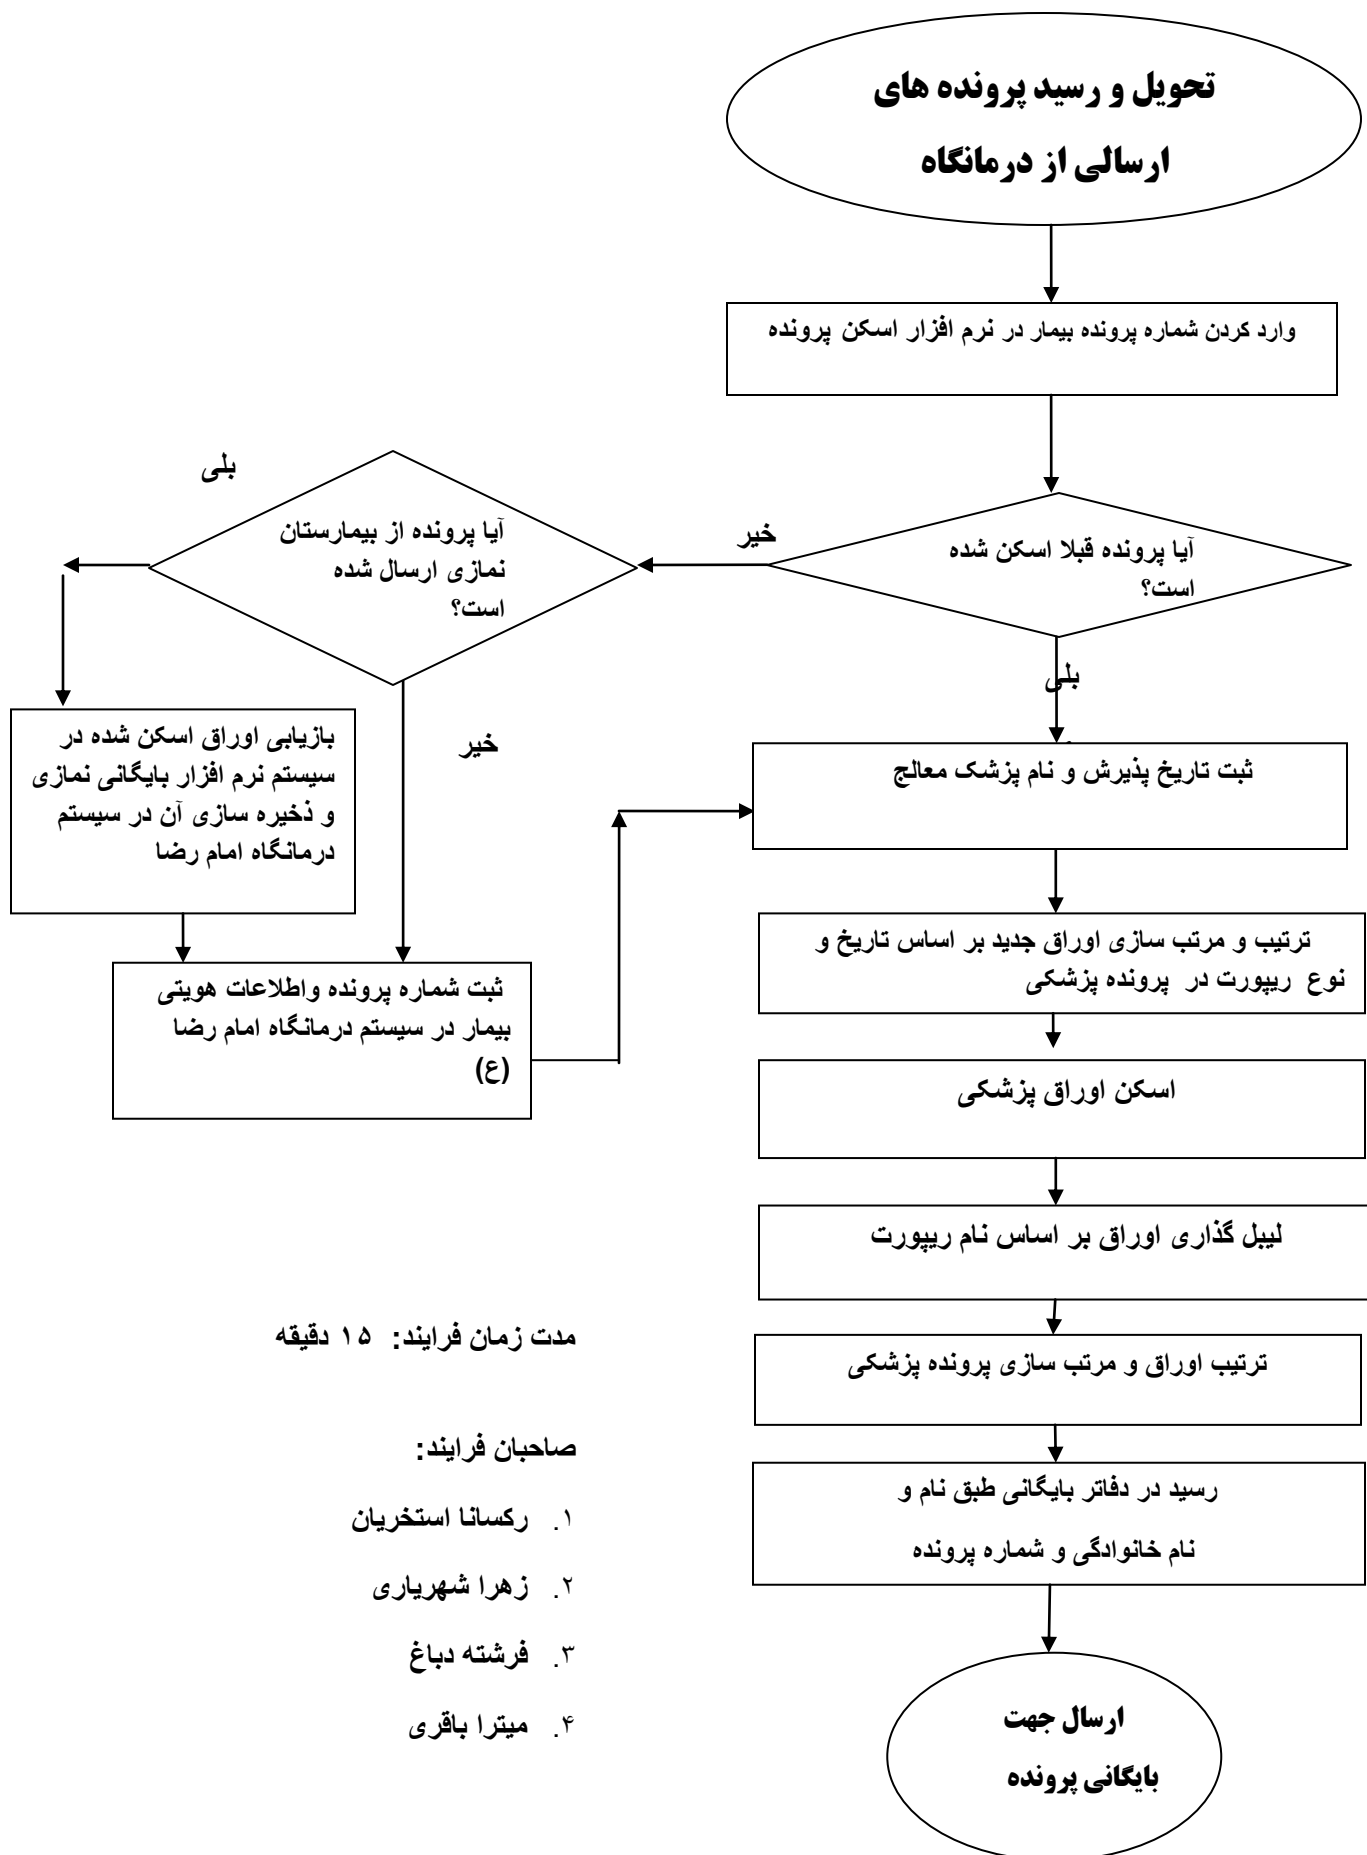 تحویل و رسید پرونده های
ارسالی از درمانگاه
وارد کردن شماره پرونده بیمار در نرم افزار اسکن پرونده
آیا پرونده قبلا اسکن شده
است؟
خیر
بلی
آیا پرونده از بیمارستان
نمازی ارسال شده
است؟
بلی
خیر
بازیابی اوراق اسکن شده در
سیستم نرم افزار بایگانی نمازی
و ذخیره سازی آن در سیستم
درمانگاه امام رضا
ثبت شماره پرونده واطلاعات هویتی
بیمار در سیستم درمانگاه امام رضا
(ع)
ثبت تاریخ پذیرش و نام پزشک معالج
ترتیب و مرتب سازی اوراق جدید بر اساس تاریخ و
نوع ریپورت در پرونده پزشکی
اسکن اوراق پزشکی
لیبل گذاری اوراق بر اساس نام ریپورت
ترتیب اوراق و مرتب سازی پرونده پزشکی
رسید در دفاتر بایگانی طبق نام و
نام خانوادگی و شماره پرونده
ارسال جهت
بایگانی پرونده
مدت زمان فرایند: ۱۵ دقیقه
صاحبان فرایند:
۱. رکسانا استخریان
۲. زهرا شهریاری
۳. فرشته دباغ
۴. میترا باقری